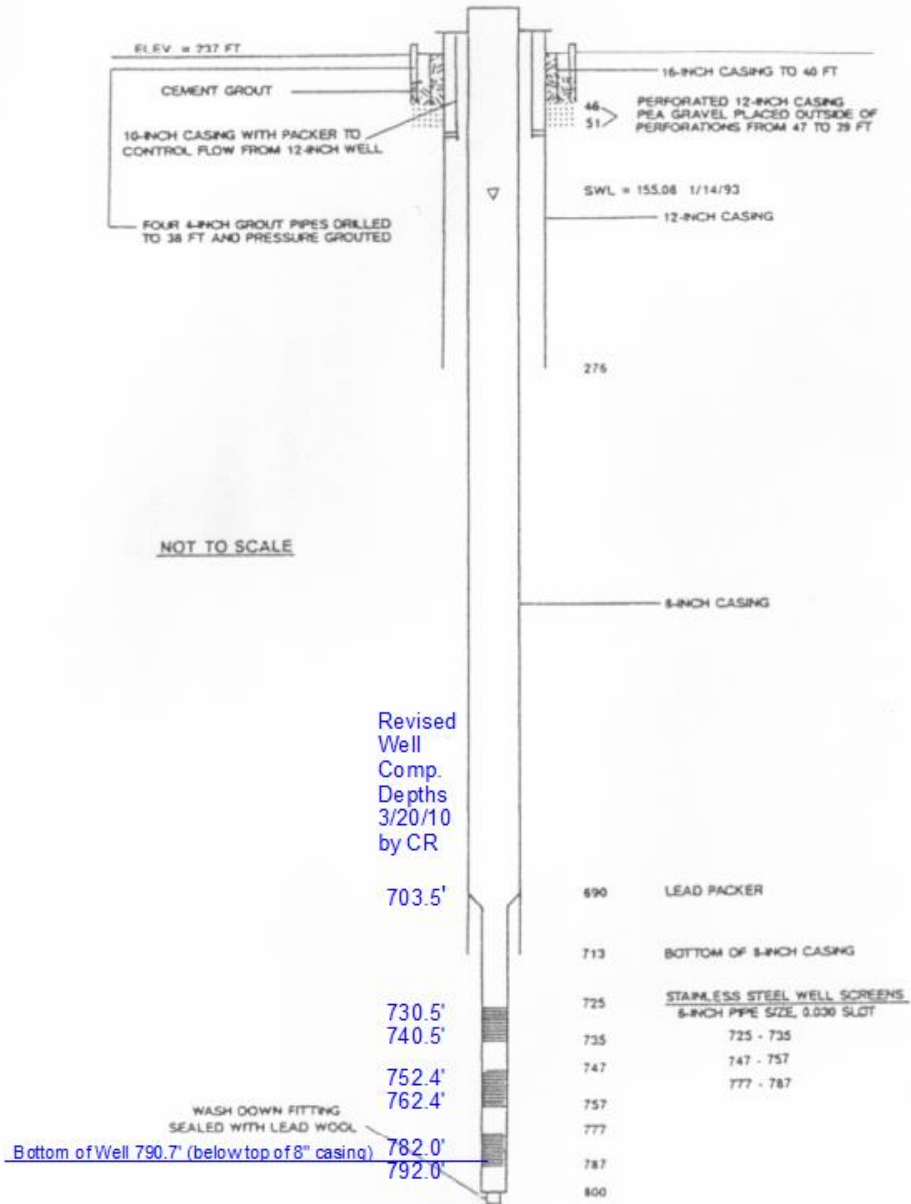 ELEV = 237 FT
CEMENT GROUT
10-INCH CASING WITH PACKER TO
CONTROL FLOW FROM 12-INCH WELL
FOUR 4-INCH GROUT PIPES DRILLED
TO 38 FT AND PRESSURE GROUTED
16-INCH CASING TO 40 FT
46
51
PERFORATED 12-INCH CASING
PEA GRAVEL PLACED OUTSIDE OF
PERFORATIONS FROM 47 TO 39 FT
SWL = 155.08 1/14/93
12-INCH CASING
276
NOT TO SCALE
8-INCH CASING
Revised
Well
Comp.
Depths
3/20/10
by CR
703.5'
690 LEAD PACKER
713 BOTTOM OF 8-INCH CASING
730.5'
740.5'
725
735
STAINLESS STEEL WELL SCREENS
6-INCH PIPE SIZE, 0.030 SLOT
725 - 735
747 - 757
777 - 787
752.4'
762.4'
747
757
WASH DOWN FITTING
SEALED WITH LEAD WOOL
Bottom of Well 790.7' (below top of 8" casing)
782.0'
792.0'
777
787
800